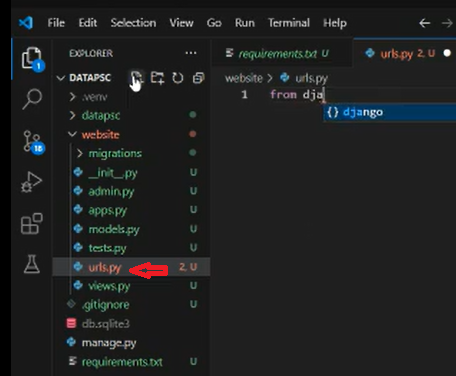 File Edit Selection View Go Run Terminal Help
EXPLORER ...
requirements.txt U
urls.py 2, U
DATAPSC
website > urls.py
.venv
1 from dja
datapsc
{} django
website
migrations
__init__.py U
admin.py U
apps.py U
models.py U
tests.py U
urls.py 2, U
views.py U
.gitignore
db.sqlite3
manage.py
requirements.txt U
1
18